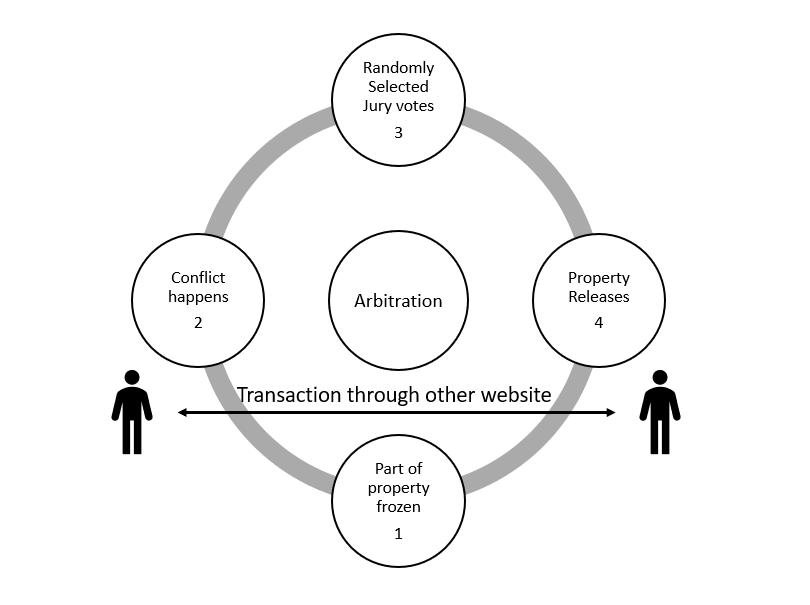 Randomly
Selected
Jury votes
3
Conflict
happens
2
Arbitration
Property
Releases
4
Transaction through other website
Part of
property
frozen
1